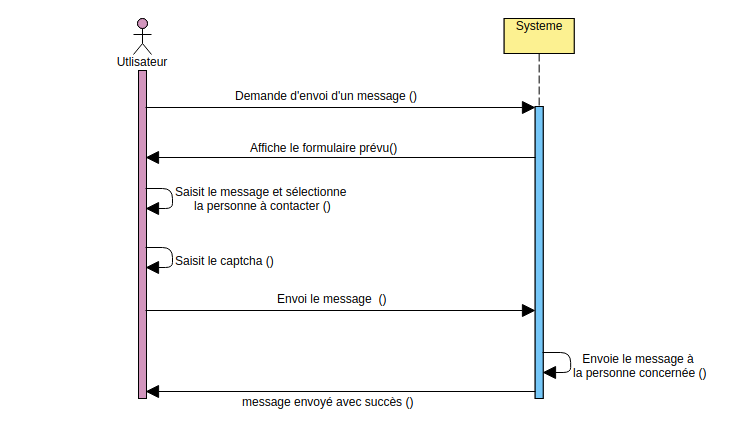 Systeme
Utlisateur
Demande d'envoi d'un message ()
Affiche le formulaire prévu()
Saisit le message et sélectionne
la personne à contacter ()
Saisit le captcha ()
Envoi le message  ()
Envoie le message à
la personne concernée ()
message envoyé avec succès ()